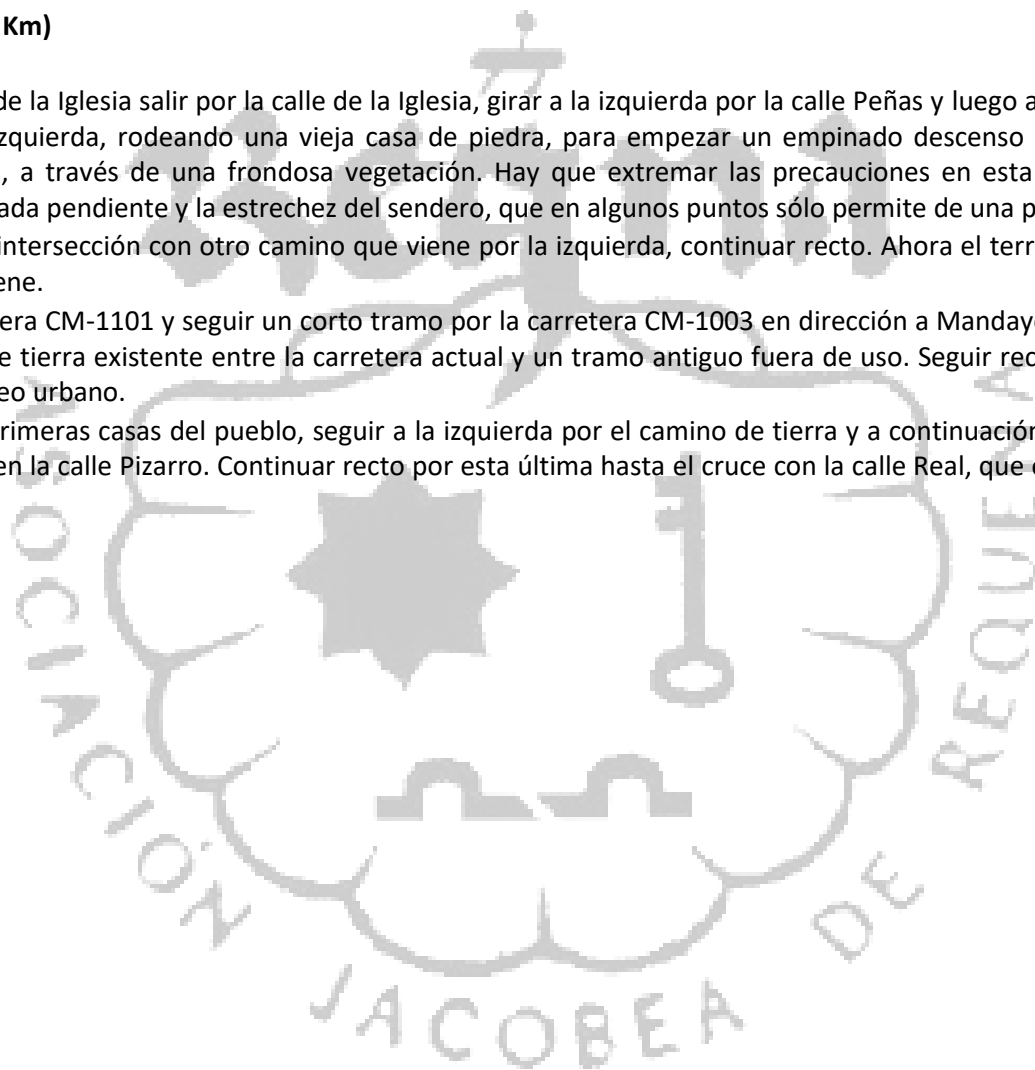 Km)
de la Iglesia salir por la calle de la Iglesia, girar a la izquierda por la calle Peñas y luego a
zquierda, rodeando una vieja casa de piedra, para empezar un empinado descenso
, a través de una frondosa vegetación. Hay que extremar las precauciones en esta
ada pendiente y la estrechez del sendero, que en algunos puntos sólo permite de una p
intersección con otro camino que viene por la izquierda, continuar recto. Ahora el terr
ene.
era CM-1101 y seguir un corto tramo por la carretera CM-1003 en dirección a Mandaye
e tierra existente entre la carretera actual y un tramo antiguo fuera de uso. Seguir rec
eo urbano.
rimeras casas del pueblo, seguir a la izquierda por el camino de tierra y a continuación
en la calle Pizarro. Continuar recto por esta última hasta el cruce con la calle Real, que
SOCIACIÓN JACOBEA DE REQUENA